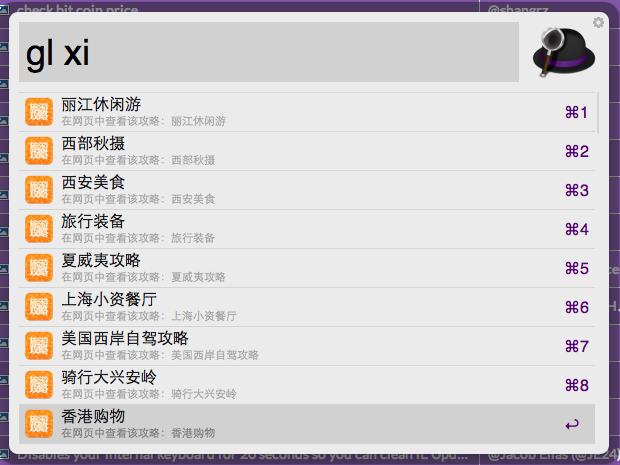 check bit coin price
@shangrz
gl xi
丽江休闲游
在网页中查看该攻略：丽江休闲游
⌘1
西部秋摄
在网页中查看该攻略：西部秋摄
⌘2
西安美食
在网页中查看该攻略：西安美食
⌘3
旅行装备
在网页中查看该攻略：旅行装备
⌘4
夏威夷攻略
在网页中查看该攻略：夏威夷攻略
⌘5
上海小资餐厅
在网页中查看该攻略：上海小资餐厅
⌘6
美国西岸自驾攻略
在网页中查看该攻略：美国西岸自驾攻略
⌘7
骑行大兴安岭
在网页中查看该攻略：骑行大兴安岭
⌘8
香港购物
在网页中查看该攻略：香港购物
↩
Disables your internal keyboard for 20 seconds so you can clean it. Opu...
@Jacob Elias (@JE24)